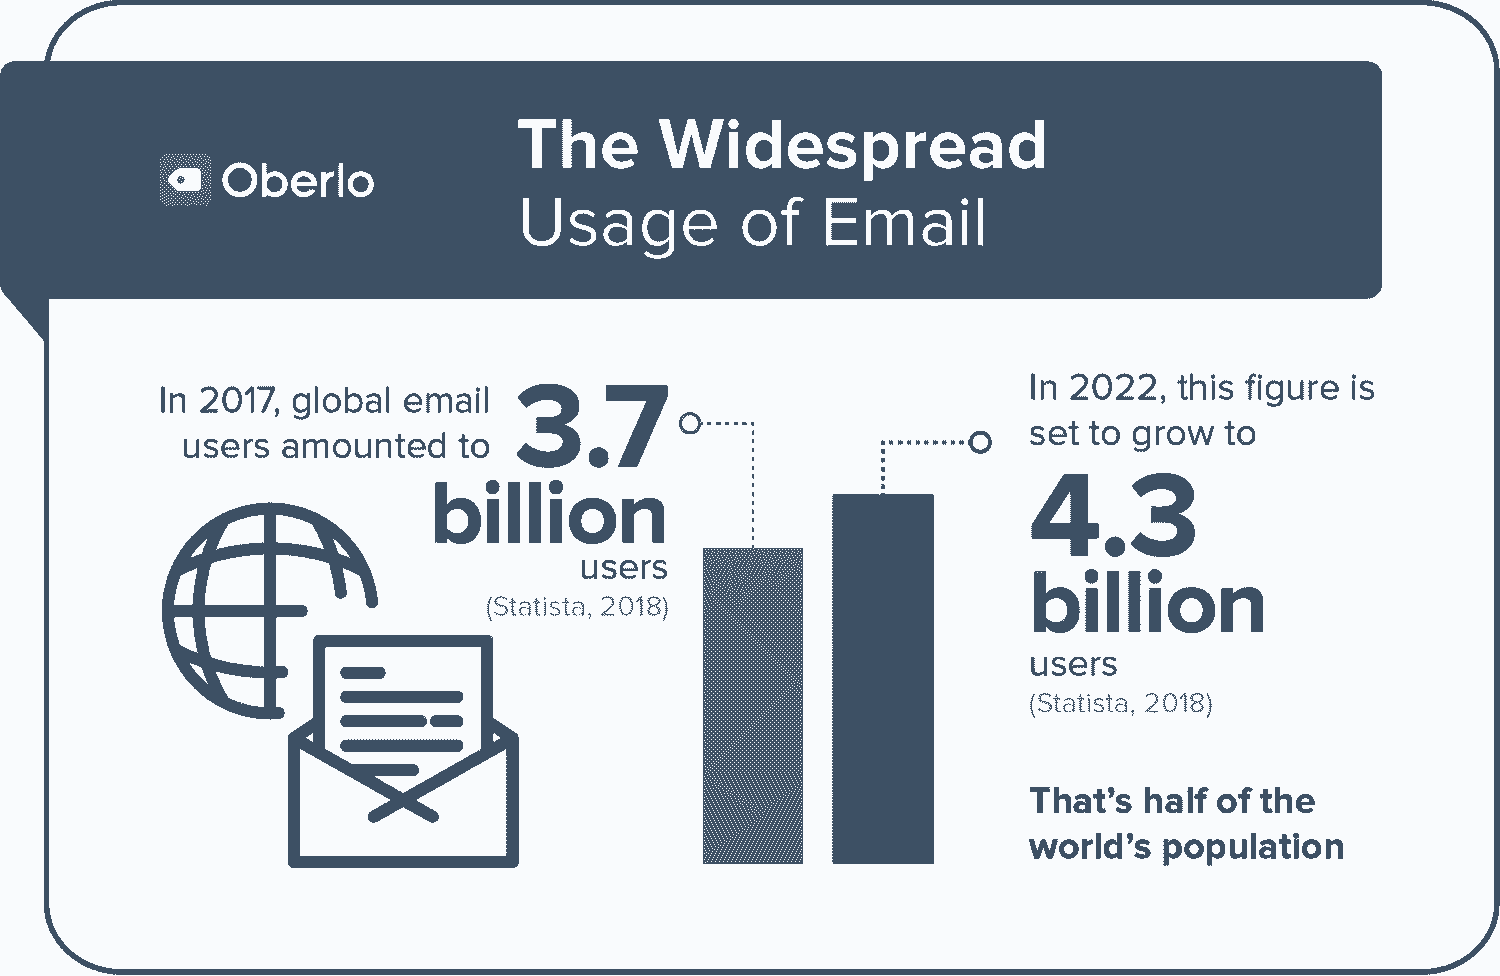 Oberlo
The Widespread
Usage of Email
In 2017, global email
users amounted to
3.7
billion
users
(Statista, 2018)
In 2022, this figure is
set to grow to
4.3
billion
users
(Statista, 2018)
That's half of the
world's population